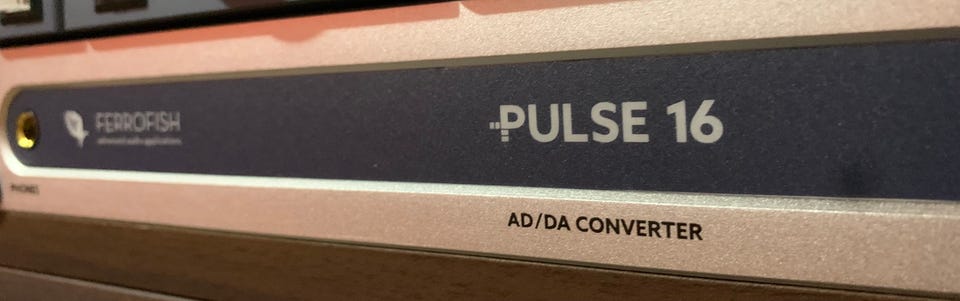 FERROFISH
advanced audio applications
PULSE 16
PHONES
AD/DA CONVERTER